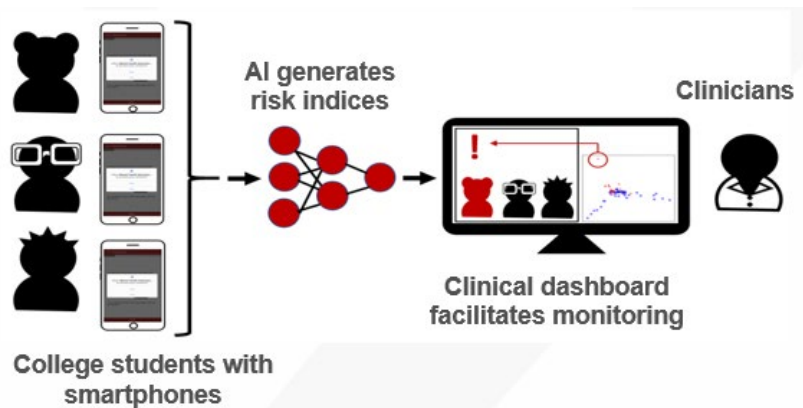 AI generates
risk indices
Clinicians
!
Clinical dashboard
facilitates monitoring
College students with
smartphones